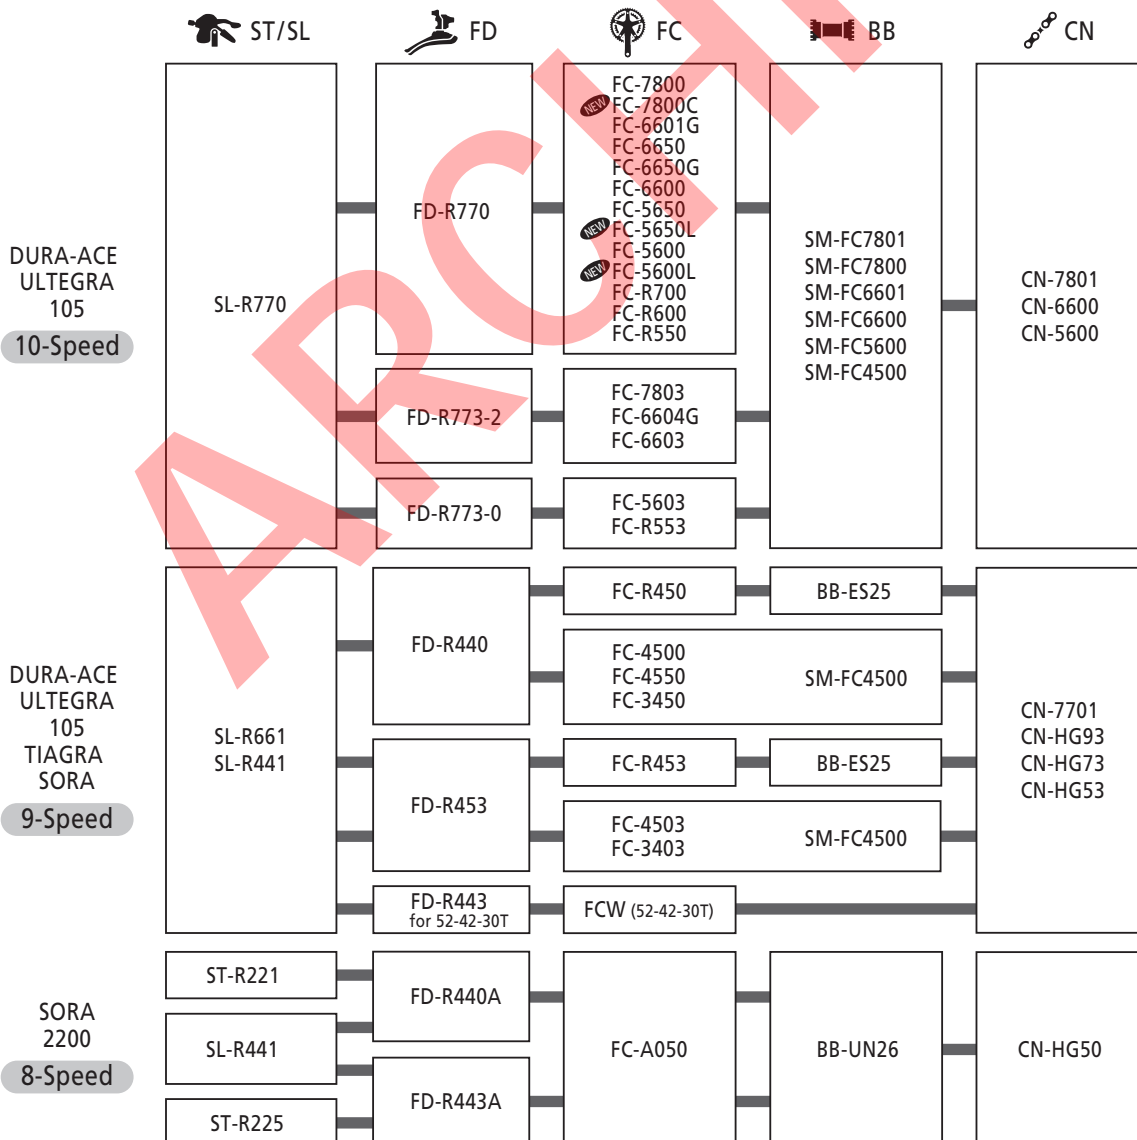 ST/SL
FD
FC
BB
CN
DURA-ACE
ULTEGRA
105
10-Speed
SL-R770
FD-R770
FC-7800
NEW FC-7800C
FC-6601G
FC-6650
FC-6650G
FC-6600
FC-5650
NEW FC-5650L
FC-5600
NEW FC-5600L
FC-R700
FC-R600
FC-R550
FD-R773-2
FC-7803
FC-6604G
FC-6603
FD-R773-0
FC-5603
FC-R553
SM-FC7801
SM-FC7800
SM-FC6601
SM-FC6600
SM-FC5600
SM-FC4500
CN-7801
CN-6600
CN-5600
DURA-ACE
ULTEGRA
105
TIAGRA
SORA
9-Speed
SL-R661
SL-R441
FD-R440
FC-R450
BB-ES25
FC-4500
FC-4550
FC-3450
SM-FC4500
FD-R453
FC-R453
BB-ES25
FC-4503
FC-3403
SM-FC4500
FD-R443
for 52-42-30T
FCW (52-42-30T)
CN-7701
CN-HG93
CN-HG73
CN-HG53
SORA
2200
8-Speed
ST-R221
SL-R441
ST-R225
FD-R440A
FD-R443A
FC-A050
BB-UN26
CN-HG50
ARCHI